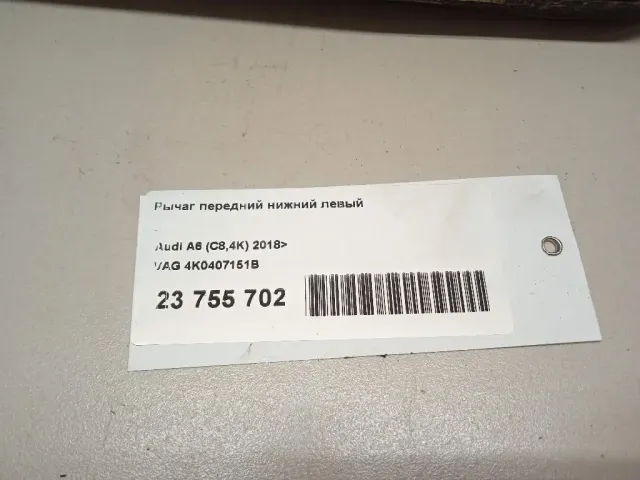 Рычаг передний нижний левый
Audi A6 (C8,4K) 2018>
VAG 4K0407151B
23 755 702